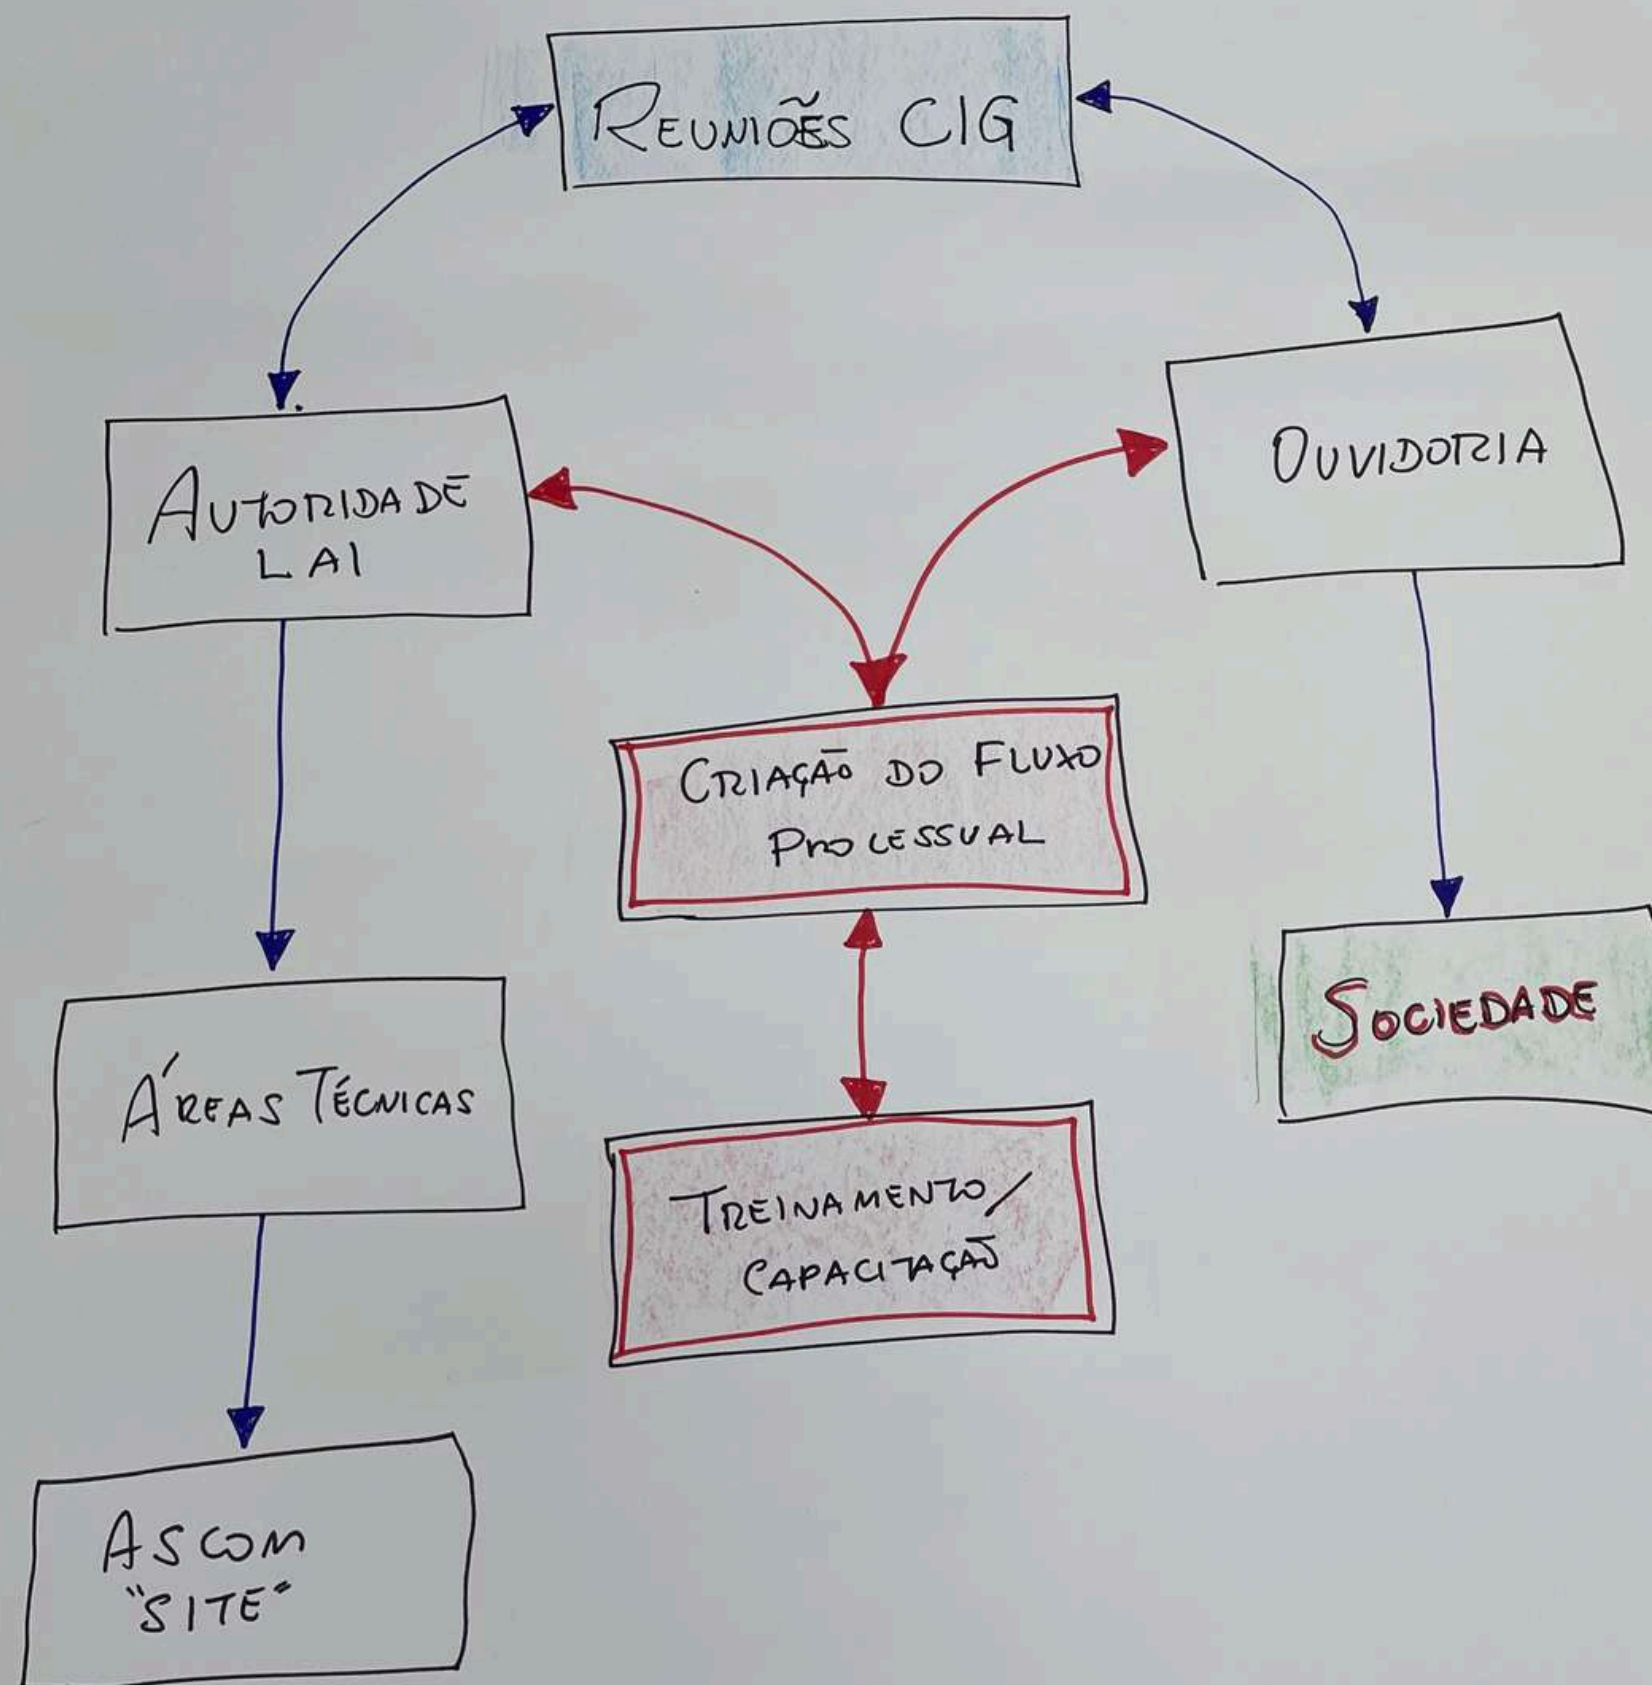 REUNIÕES CIG
AUTORIDADE
LAI
OUVIDORIA
CRIAÇÃO DO FLUXO
PROCESSUAL
ÁREAS TÉCNICAS
SOCIEDADE
TREINAMENTO/
CAPACITAÇÃO
ASCOM
"SITE"